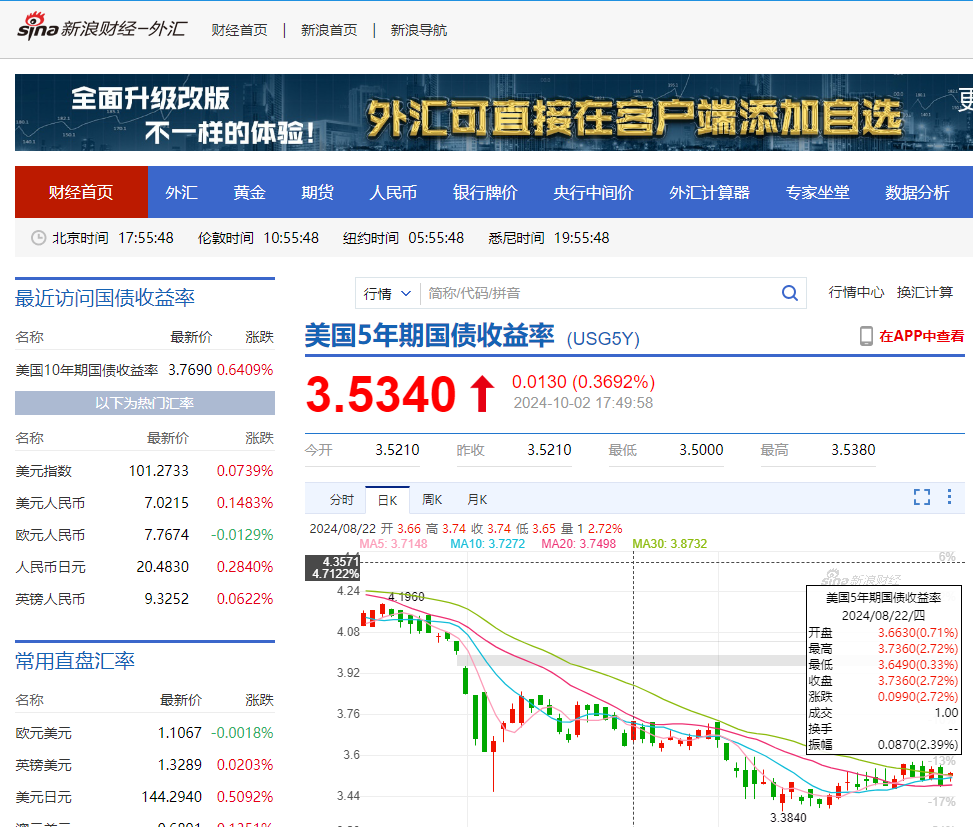 sina 新浪财经-外汇 财经首页 | 新浪首页 | 新浪导航
全面升级改版
不一样的体验!
外汇可直接在客户端添加自选
财经首页 外汇 黄金 期货 人民币 银行牌价 央行中间价 外汇计算器 专家坐堂 数据分析
北京时间 17:55:48 伦敦时间 10:55:48 纽约时间 05:55:48 悉尼时间 19:55:48
最近访问国债收益率
名称 最新价 涨跌
美国10年期国债收益率 3.7690 0.6409%
以下为热门汇率
名称 最新价 涨跌
美元指数 101.2733 0.0739%
美元人民币 7.0215 0.1483%
欧元人民币 7.7674 -0.0129%
人民币日元 20.4830 0.2840%
英镑人民币 9.3252 0.0622%
常用直盘汇率
名称 最新价 涨跌
欧元美元 1.1067 -0.0018%
英镑美元 1.3289 0.0203%
美元日元 144.2940 0.5092%
行情 简称/代码/拼音 行情中心 换汇计算
美国5年期国债收益率 (USG5Y) 在APP中查看
3.5340 0.0130 (0.3692%)
2024-10-02 17:49:58
今开 3.5210 昨收 3.5210 最低 3.5000 最高 3.5380
分时 日K 周K 月K
2024/08/22 开 3.66 高 3.74 收 3.74 低 3.65 量 1 2.72%
MA5: 3.7148 MA10: 3.7272 MA20: 3.7498 MA30: 3.8732
6%
4.3571
4.7122%
sina 新浪财经
4.24
4.1960
4.08
3.92
3.76
3.6
3.44
3.3840
美国5年期国债收益率
2024/08/22/四
开盘 3.6630(0.71%)
最高 3.7360(2.72%)
最低 3.6490(0.33%)
收盘 3.7360(2.72%)
涨跌 0.0990(2.72%)
成交 1.00
换手 --
振幅 0.0870(2.39%)
-13%
-17%